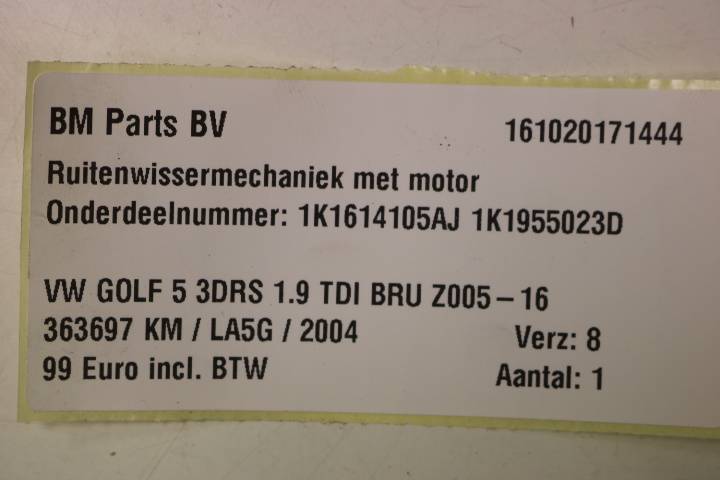 BM Parts BV 161020171444
Ruitenwissermechaniek met motor
Onderdeelnummer: 1K1614105AJ 1K1955023D
VW GOLF 5 3DRS 1.9 TDI BRU Z005-16
363697 KM / LA5G / 2004 Verz: 8
99 Euro incl. BTW Aantal: 1